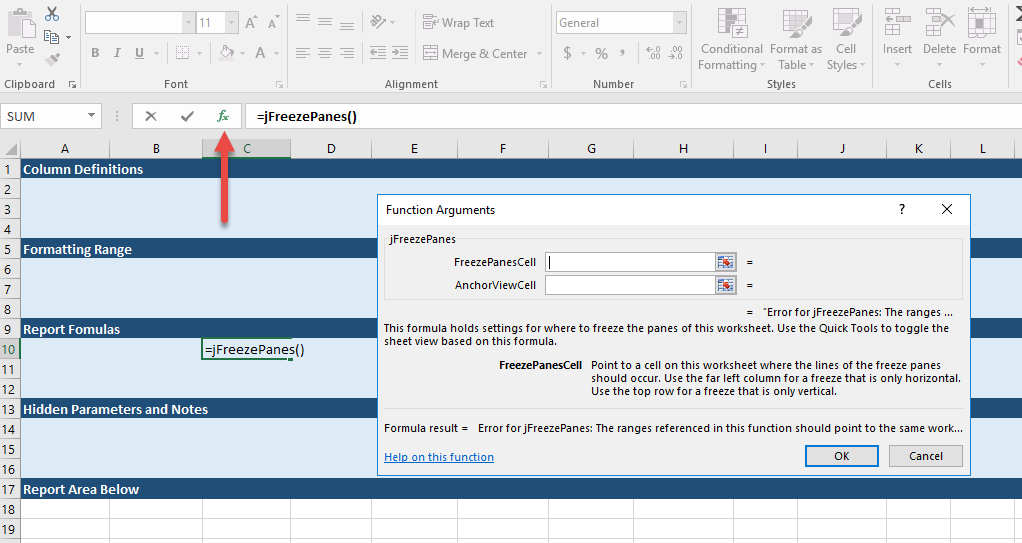 11 A A Wrap Text General
Paste B I U A Merge & Center $ % , .0 .00 Conditional Formatting Format as Table Cell Styles Insert Delete Format
Clipboard Font Alignment Number Styles Cells
SUM fx =jFreezePanes()
A B C D E F G H I J K L
1 Column Definitions
2
3 Function Arguments ? 
4 jFreezePanes
5 Formatting Range
6 FreezePanesCell =
7 AnchorViewCell =
8 = "Error for jFreezePanes: The ranges ...
9 Report Fomulas This formula holds settings for where to freeze the panes of this worksheet. Use the Quick Tools to toggle the
sheet view based on this formula.
10 =jFreezePanes()
11 FreezePanesCell Point to a cell on this worksheet where the lines of the freeze panes
should occur. Use the far left column for a freeze that is only horizontal.
12 Use the top row for a freeze that is only vertical.
13 Hidden Parameters and Notes
14 Formula result = Error for jFreezePanes: The ranges referenced in this function should point to the same work...
15 Help on this function OK Cancel
16
17 Report Area Below
18
19